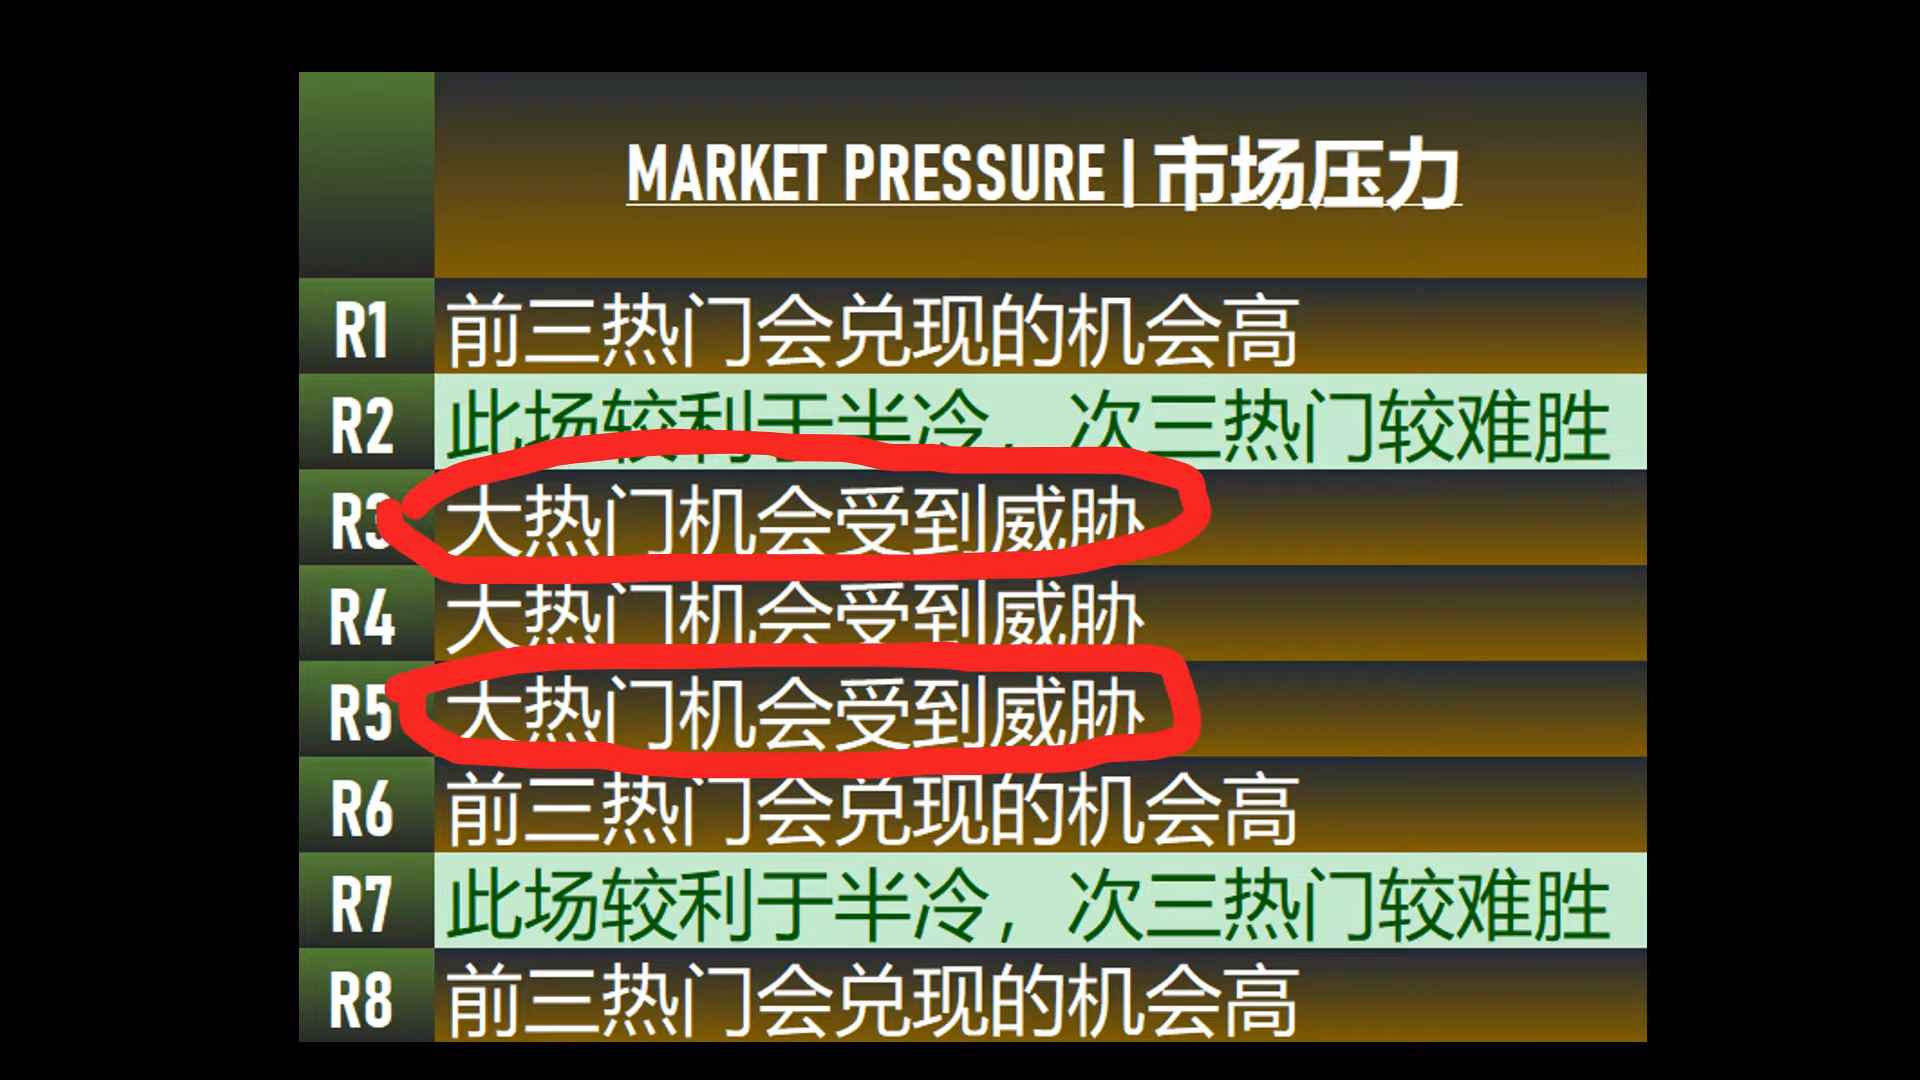 MARKET PRESSURE | 市场压力
R1 前三热门会兑现的机会高
R2 此场较利于半冷，次三热门较难胜
R3 大热门机会受到威胁
R4 大热门机会受到威胁
R5 大热门机会受到威胁
R6 前三热门会兑现的机会高
R7 此场较利于半冷，次三热门较难胜
R8 前三热门会兑现的机会高